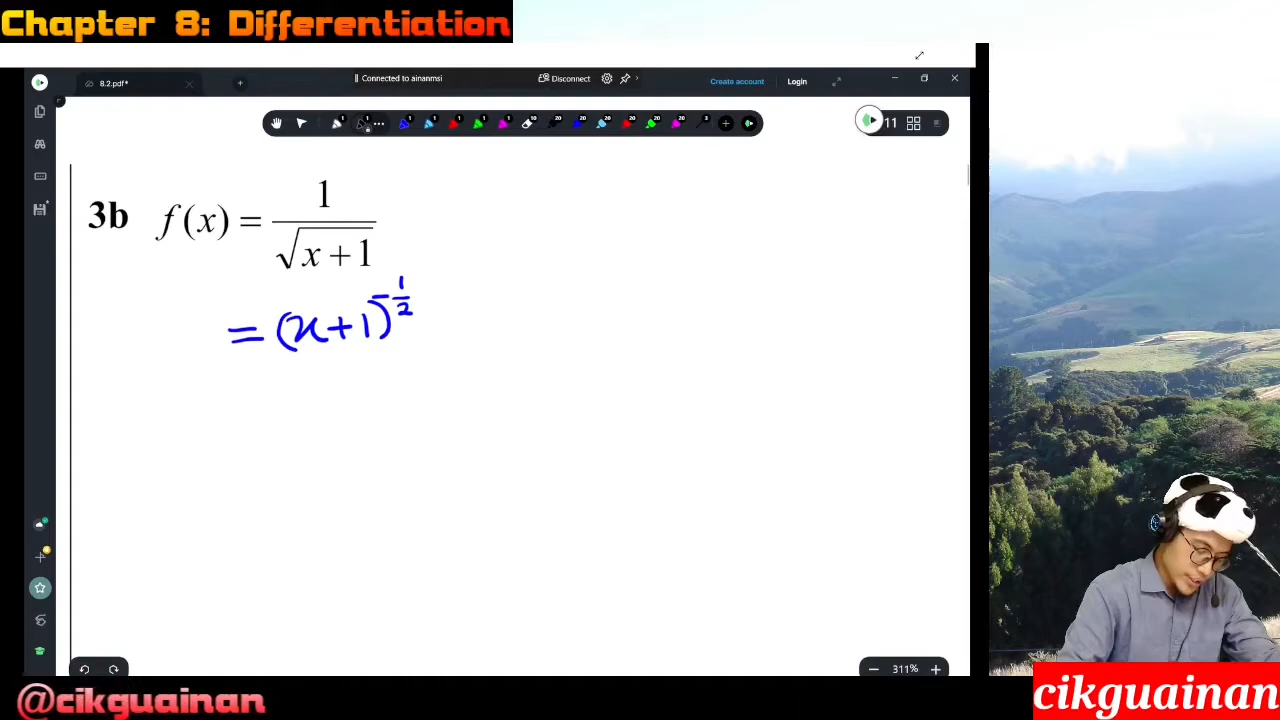 Chapter 8: Differentiation
8.2.pdf*
Connected to ainanmsi
Disconnect
Create account
Login
11
3b f(x) = 1/√(x+1)
= (x+1)^(-1/2)
311%
@cikguainan
cikguainan